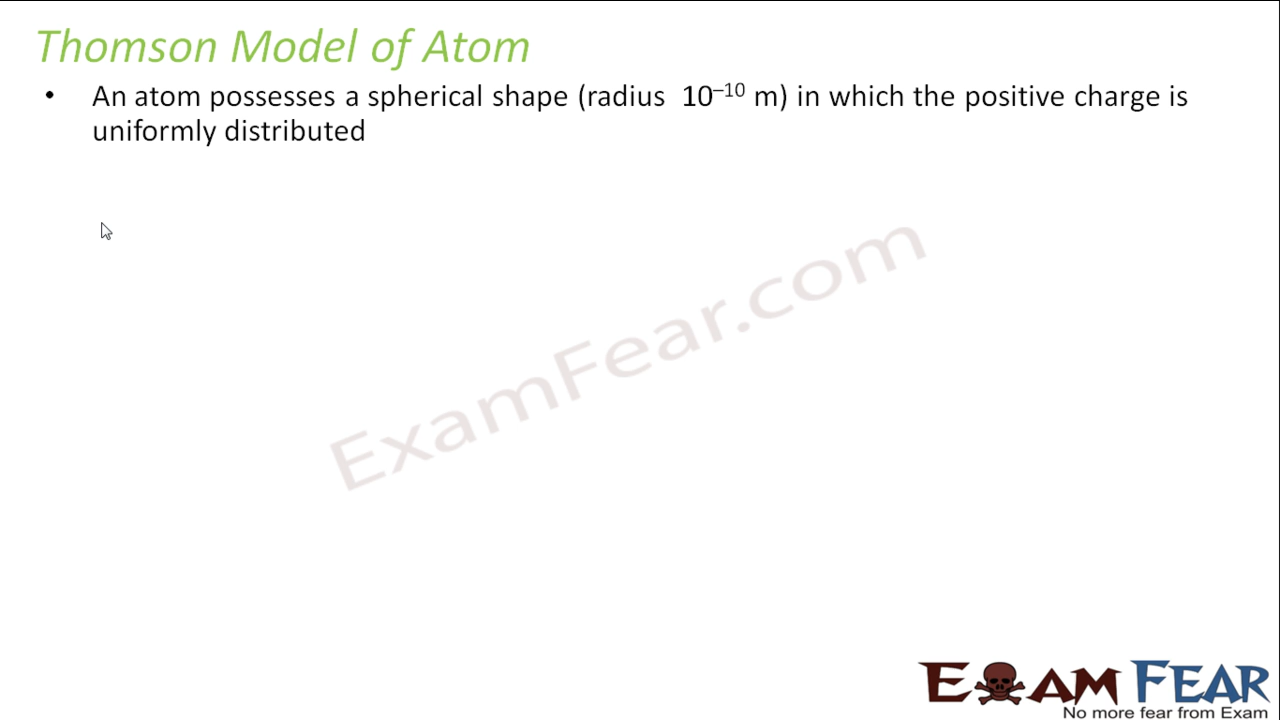 Thomson Model of Atom
• An atom possesses a spherical shape (radius 10⁻¹⁰ m) in which the positive charge is
uniformly distributed
ExamFear.com
EXAM FEAR
No more fear from Exam